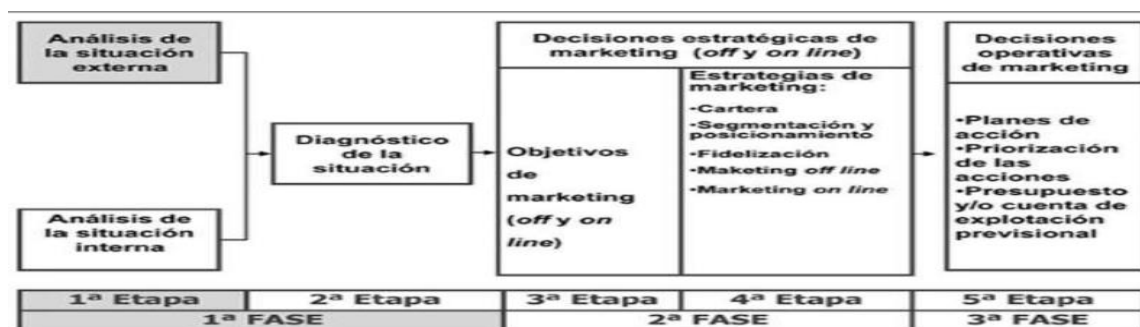 Análisis de
la situación
externa
Análisis de
la situación
interna
Diagnóstico
de la
situación
Decisiones estratégicas de
marketing (off y on line)
Objetivos
de
marketing
(off y on
line)
Estrategias de
marketing:
•Cartera
•Segmentación y
posicionamiento
•Fidelización
•Maketing off line
•Marketing on line
Decisiones
operativas
de marketing
•Planes de
acción
•Priorización
de las
acciones
•Presupuesto
y/o cuenta de
explotación
previsional
1ª Etapa
2ª Etapa
3ª Etapa
4ª Etapa
5ª Etapa
1ª FASE
2ª FASE
3ª FASE